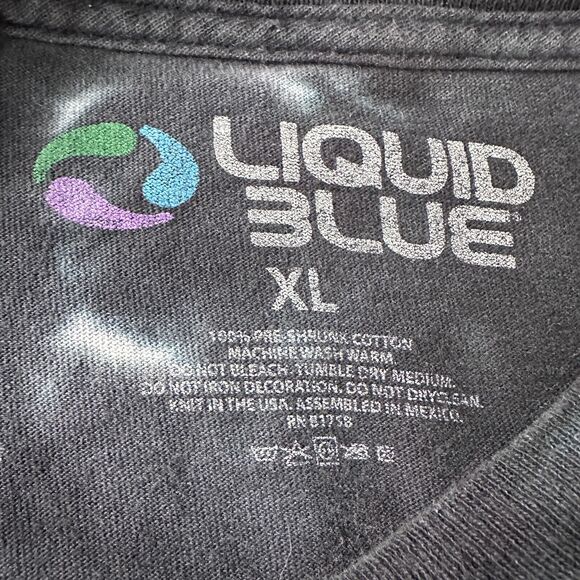 LIQUID
BLUE®
XL
100% PRE-SHRUNK COTTON
MACHINE WASH WARM.
DO NOT BLEACH. TUMBLE DRY MEDIUM.
DO NOT IRON DECORATION. DO NOT DRYCLEAN.
KNIT IN THE USA. ASSEMBLED IN MEXICO.
RN 81758